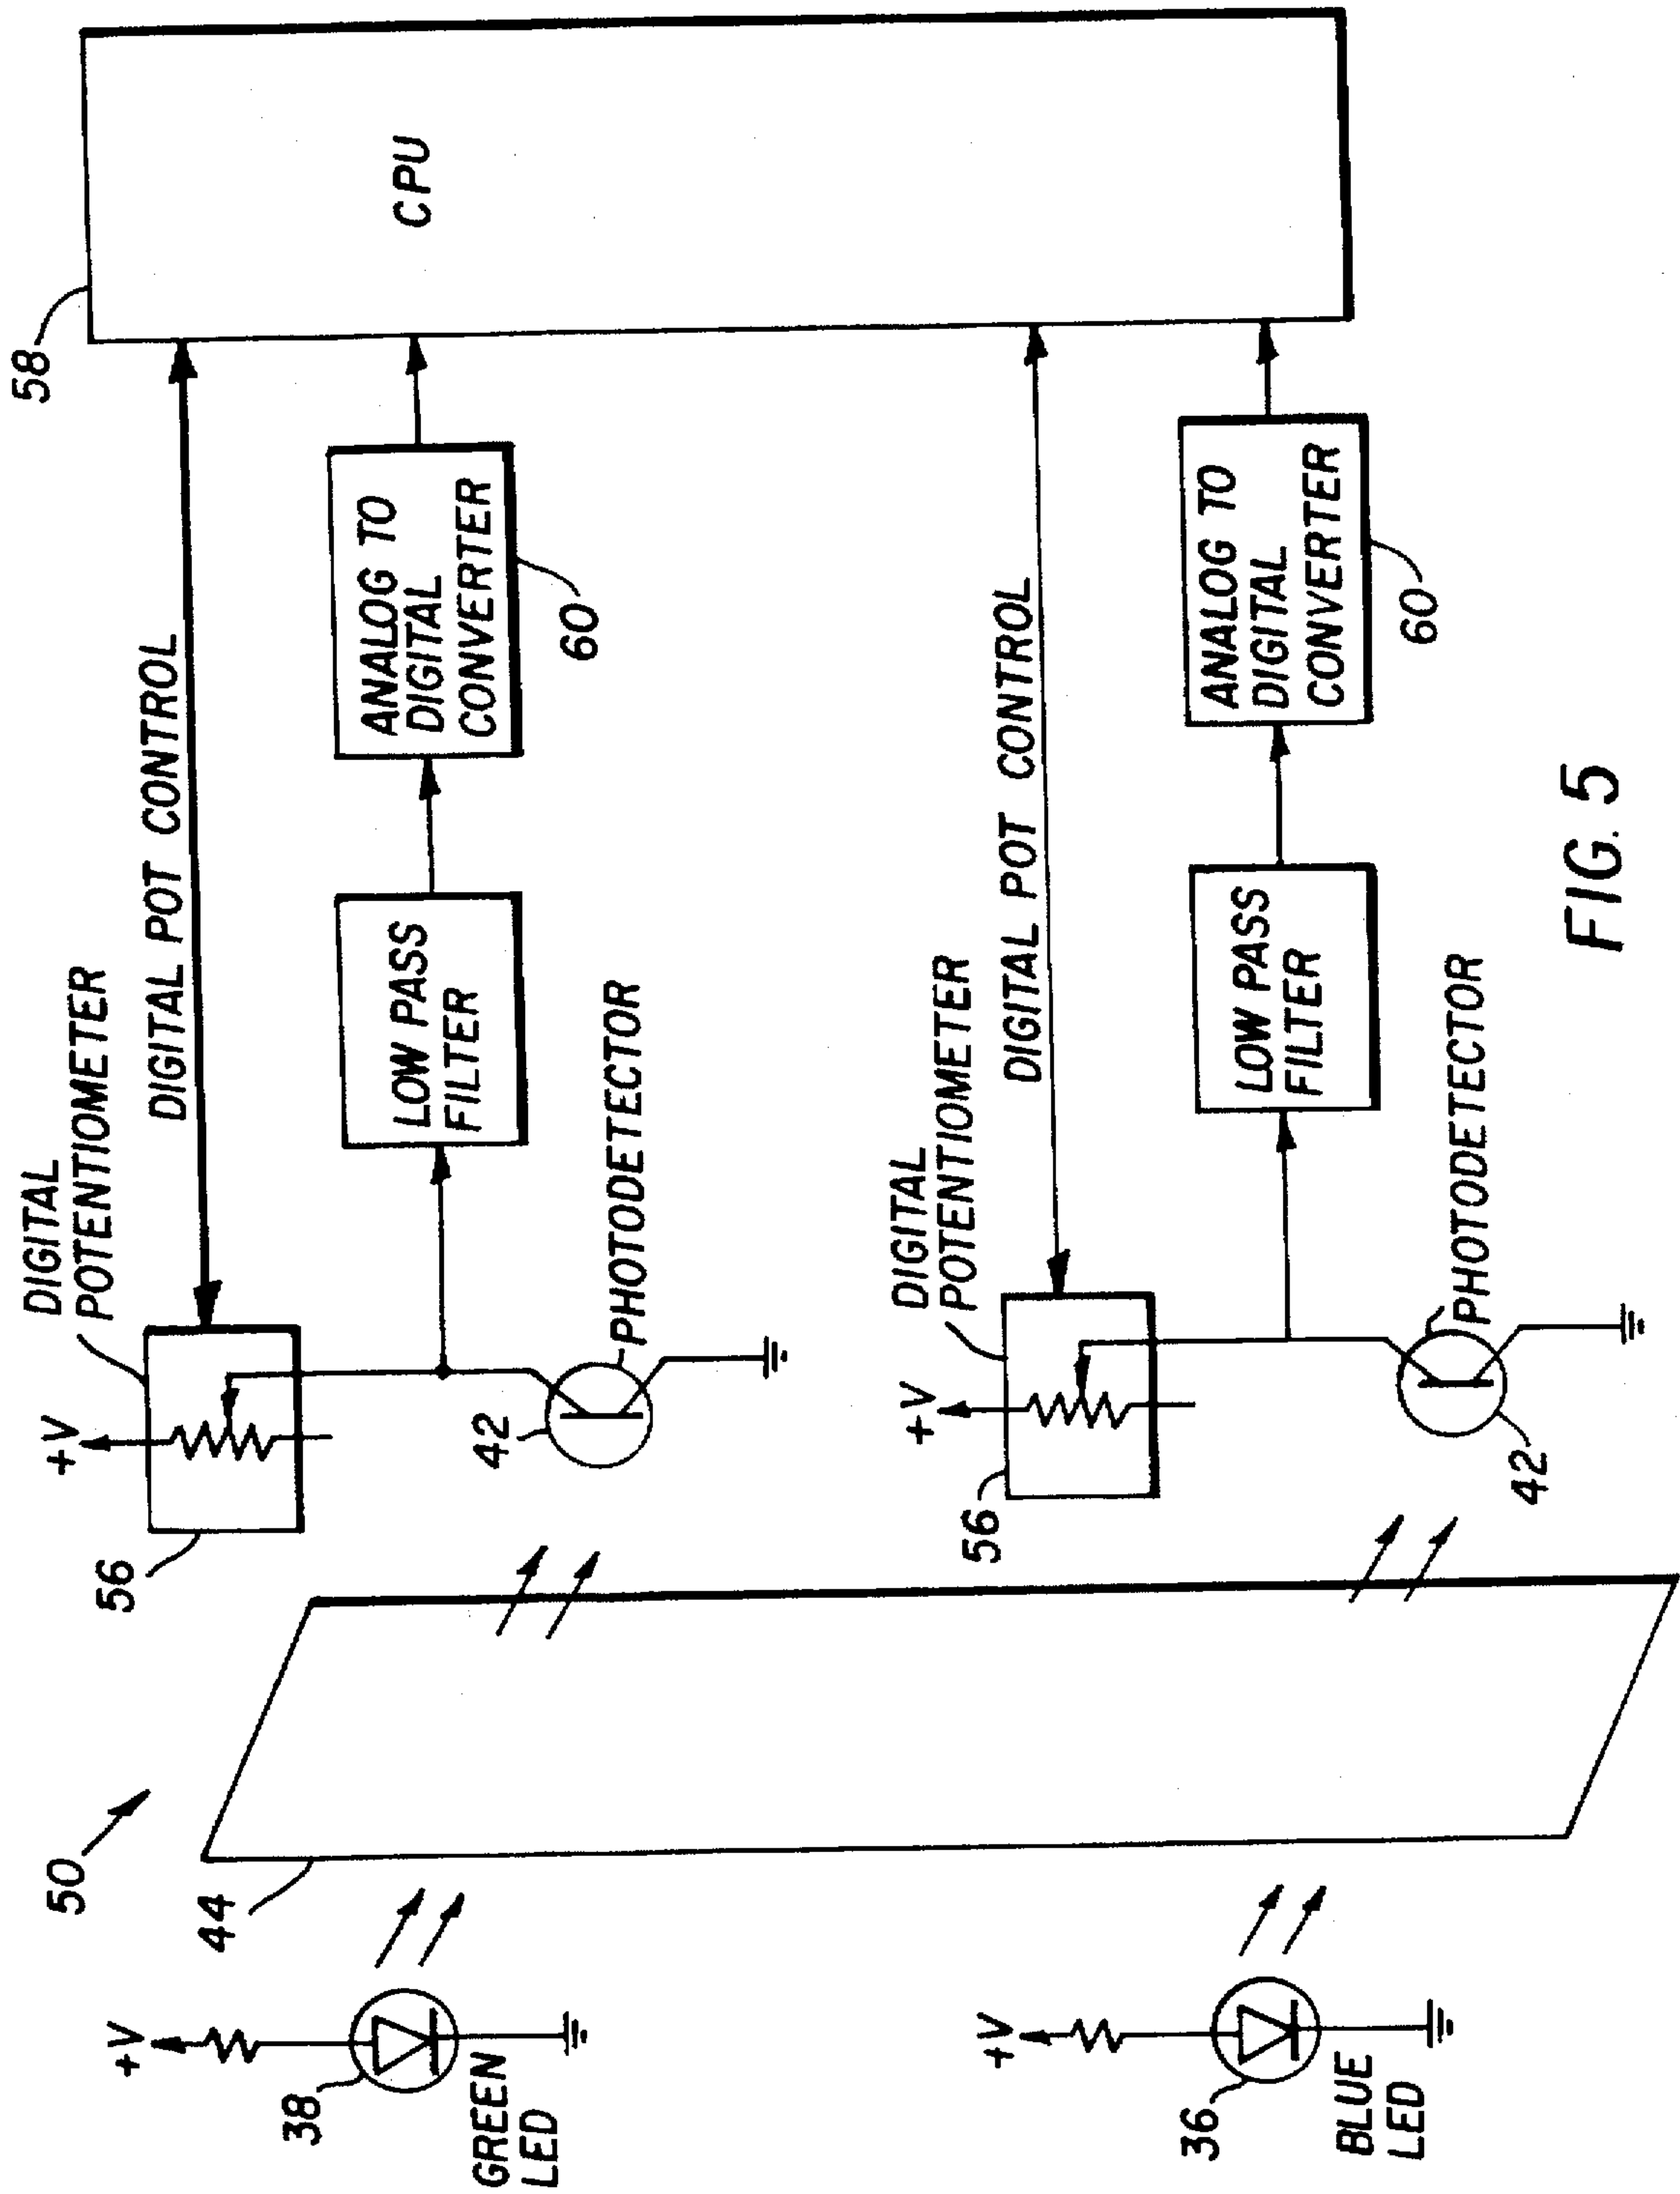 50
58
DIGITAL
POTENTIOMETER
DIGITAL POT CONTROL
+V
56
+V
38
GREEN
LED
44
42
PHOTODETECTOR
LOW PASS
FILTER
ANALOG TO
DIGITAL
CONVERTER
60
CPU
DIGITAL
POTENTIOMETER
DIGITAL POT CONTROL
+V
56
+V
36
BLUE
LED
42
PHOTODETECTOR
LOW PASS
FILTER
ANALOG TO
DIGITAL
CONVERTER
60
FIG. 5